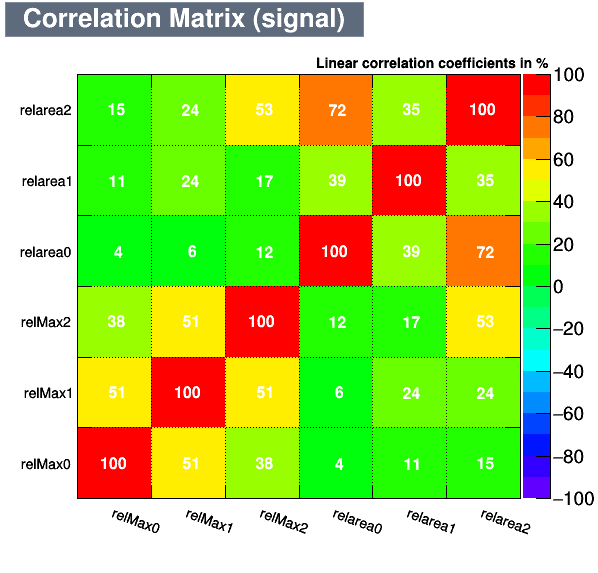 Correlation Matrix (signal)
Linear correlation coefficients in %
relarea2 15 24 53 72 35 100
relarea1 11 24 17 39 100 35
relarea0 4 6 12 100 39 72
relMax2 38 51 100 12 17 53
relMax1 51 100 51 6 24 24
relMax0 100 51 38 4 11 15
relMax0 relMax1 relMax2 relarea0 relarea1 relarea2
100
80
60
40
20
0
−20
−40
−60
−80
−100